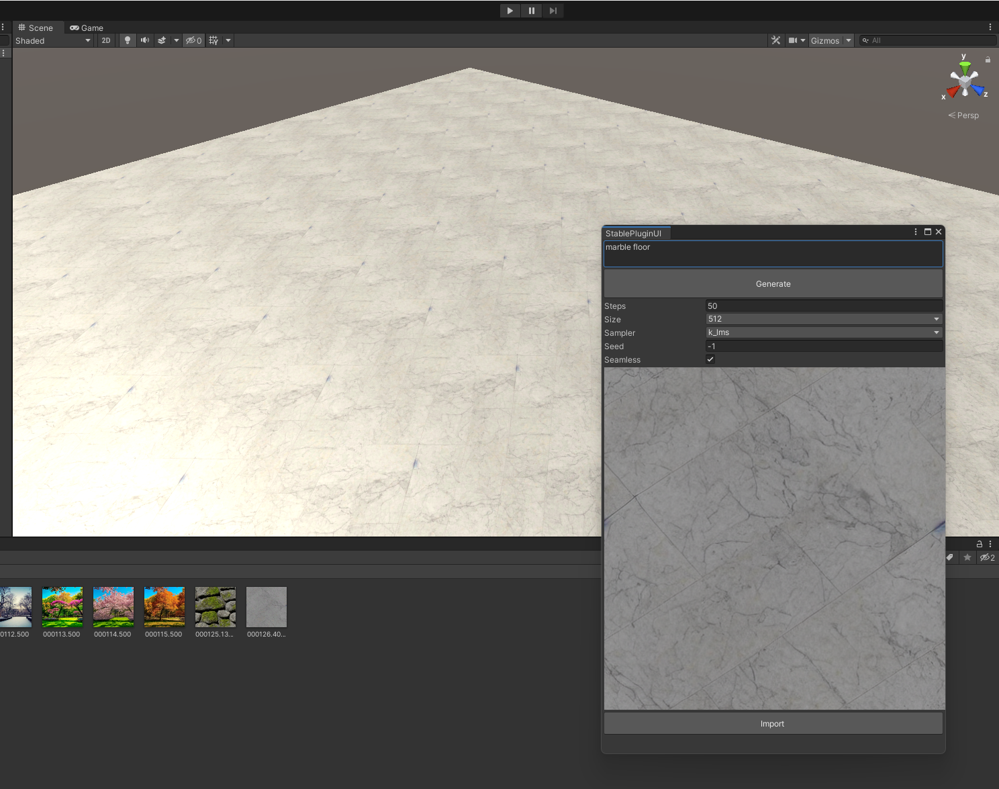 Scene
Game
Shaded
2D
0
Gizmos
All
y
x
z
Persp
StablePluginUI
marble floor
Generate
Steps
50
Size
512
Sampler
k_lms
Seed
-1
Seamless
Import
2
0112.500
000113.500
000114.500
000115.500
000125.13...
000126.40...